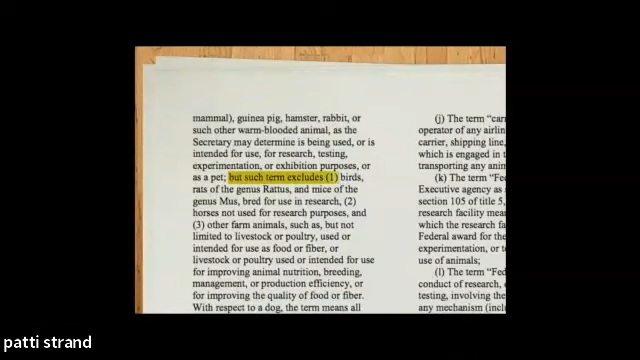 mammal), guinea pig, hamster, rabbit, or
such other warm-blooded animal, as the
Secretary may determine is being used, or is
intended for use, for research, testing,
experimentation, or exhibition purposes, or
as a pet; but such term excludes (1) birds,
rats of the genus Rattus, and mice of the
genus Mus, bred for use in research, (2)
horses not used for research purposes, and
(3) other farm animals, such as, but not
limited to livestock or poultry, used or
intended for use as food or fiber, or
livestock or poultry used or intended for use
for improving animal nutrition, breeding,
management, or production efficiency, or
for improving the quality of food or fiber.
With respect to a dog, the term means all
(j) The term “car
operator of any airlin
carrier, shipping line,
which is engaged in t
transporting any anim
(k) The term “Fe
Executive agency as
section 105 of title 5,
research facility mean
which the research fa
Federal award for the
experimentation, or t
use of animals;
(l) The term “Fed
conduct of research,
testing, involving the
any mechanism (incl
patti strand